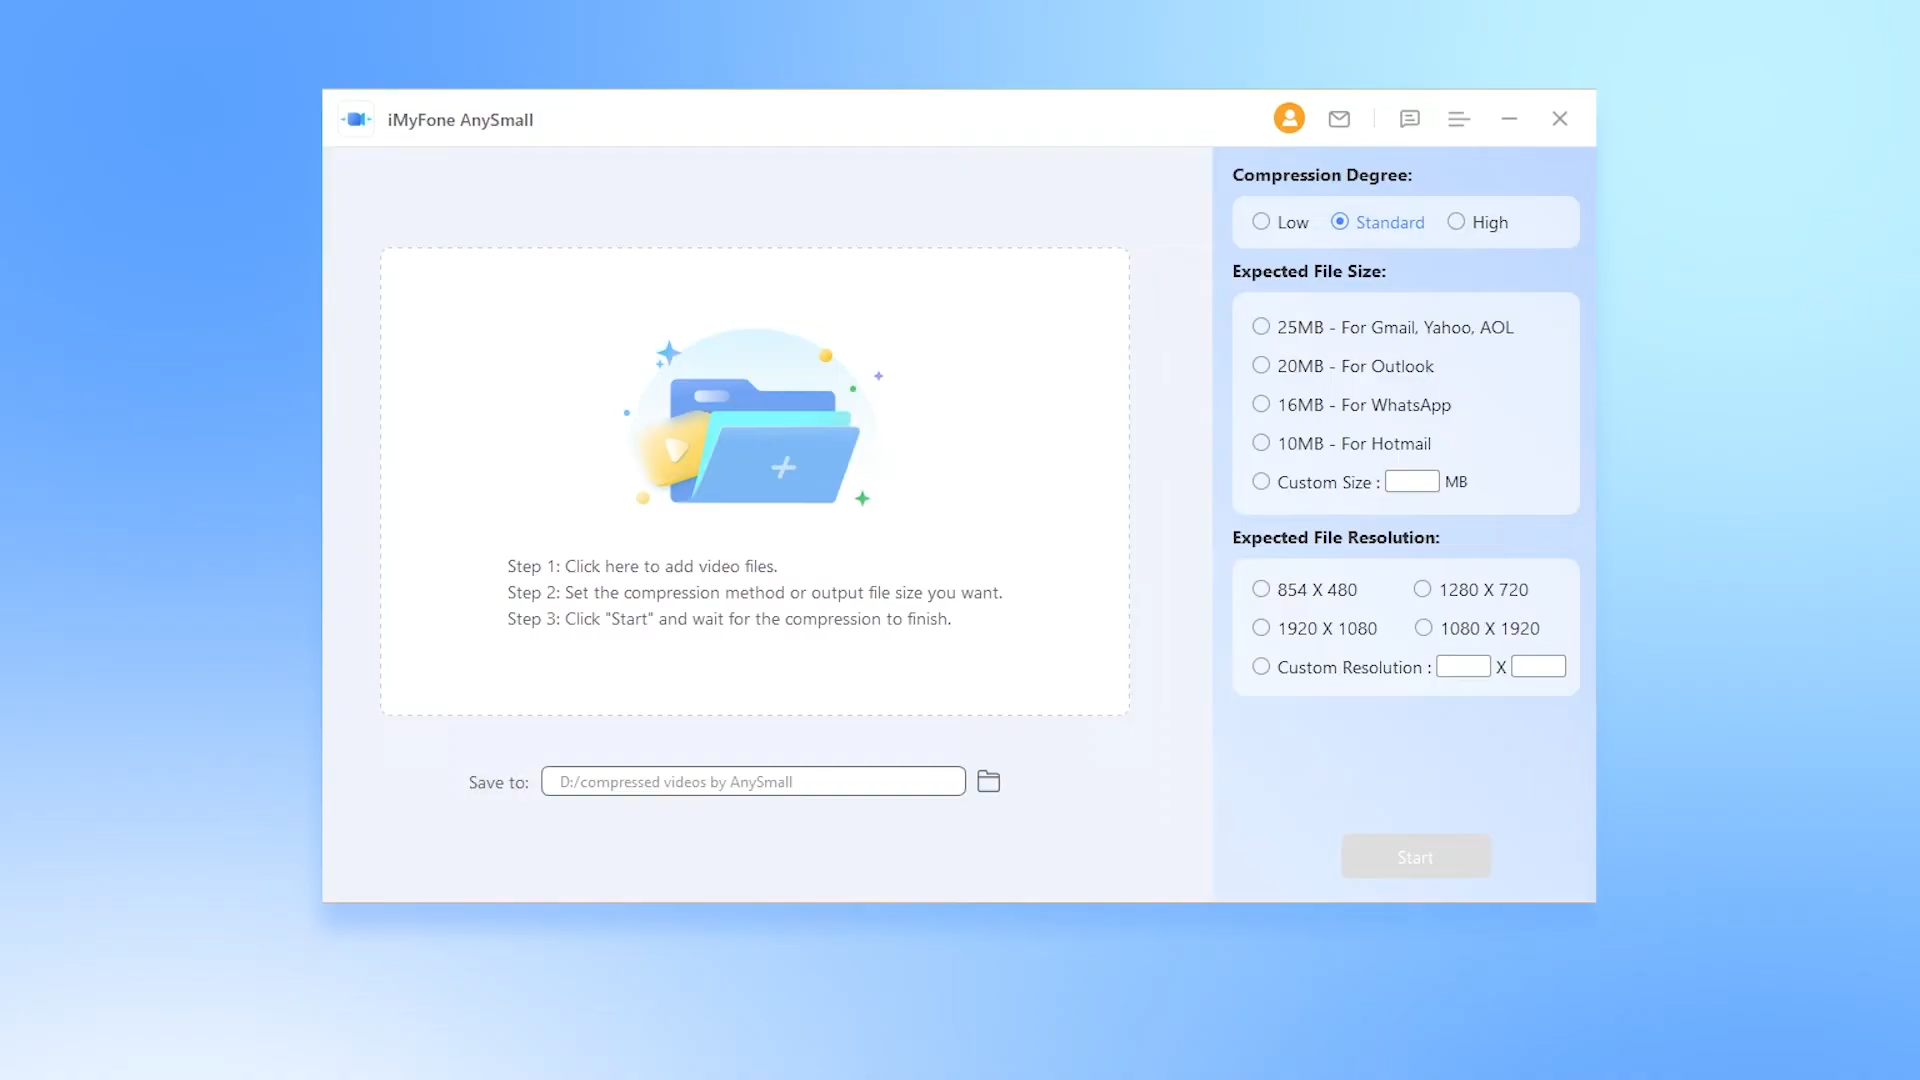 iMyFone AnySmall
Compression Degree:
Low Standard High
Expected File Size:
25MB - For Gmail, Yahoo, AOL
20MB - For Outlook
16MB - For WhatsApp
10MB - For Hotmail
Custom Size : MB
Expected File Resolution:
854 X 480 1280 X 720
1920 X 1080 1080 X 1920
Custom Resolution : X
Step 1: Click here to add video files.
Step 2: Set the compression method or output file size you want.
Step 3: Click "Start" and wait for the compression to finish.
Save to: D:/compressed videos by AnySmall
Start